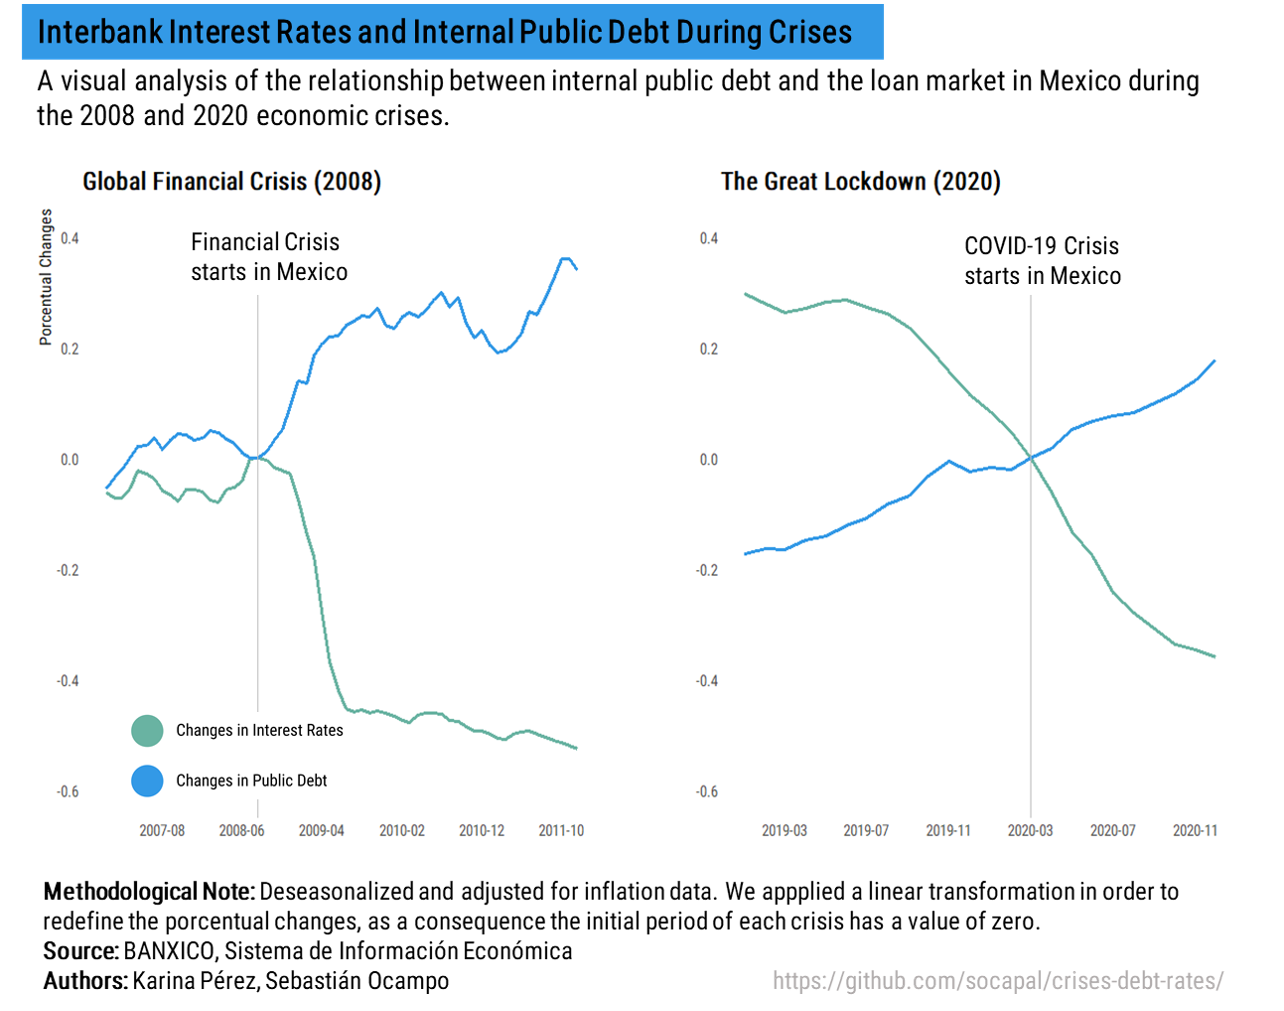 Interbank Interest Rates and Internal Public Debt During Crises
A visual analysis of the relationship between internal public debt and the loan market in Mexico during
the 2008 and 2020 economic crises.
Global Financial Crisis (2008)
Porcentual Changes
Financial Crisis
starts in Mexico
0.4
0.2
0.0
-0.2
-0.4
-0.6
Changes in Interest Rates
Changes in Public Debt
2007-08 2008-06 2009-04 2010-02 2010-12 2011-10
The Great Lockdown (2020)
COVID-19 Crisis
starts in Mexico
0.4
0.2
0.0
-0.2
-0.4
-0.6
2019-03 2019-07 2019-11 2020-03 2020-07 2020-11
Methodological Note: Deseasonalized and adjusted for inflation data. We appplied a linear transformation in order to
redefine the porcentual changes, as a consequence the initial period of each crisis has a value of zero.
Source: BANXICO, Sistema de Información Económica
Authors: Karina Pérez, Sebastián Ocampo
https://github.com/socapal/crises-debt-rates/